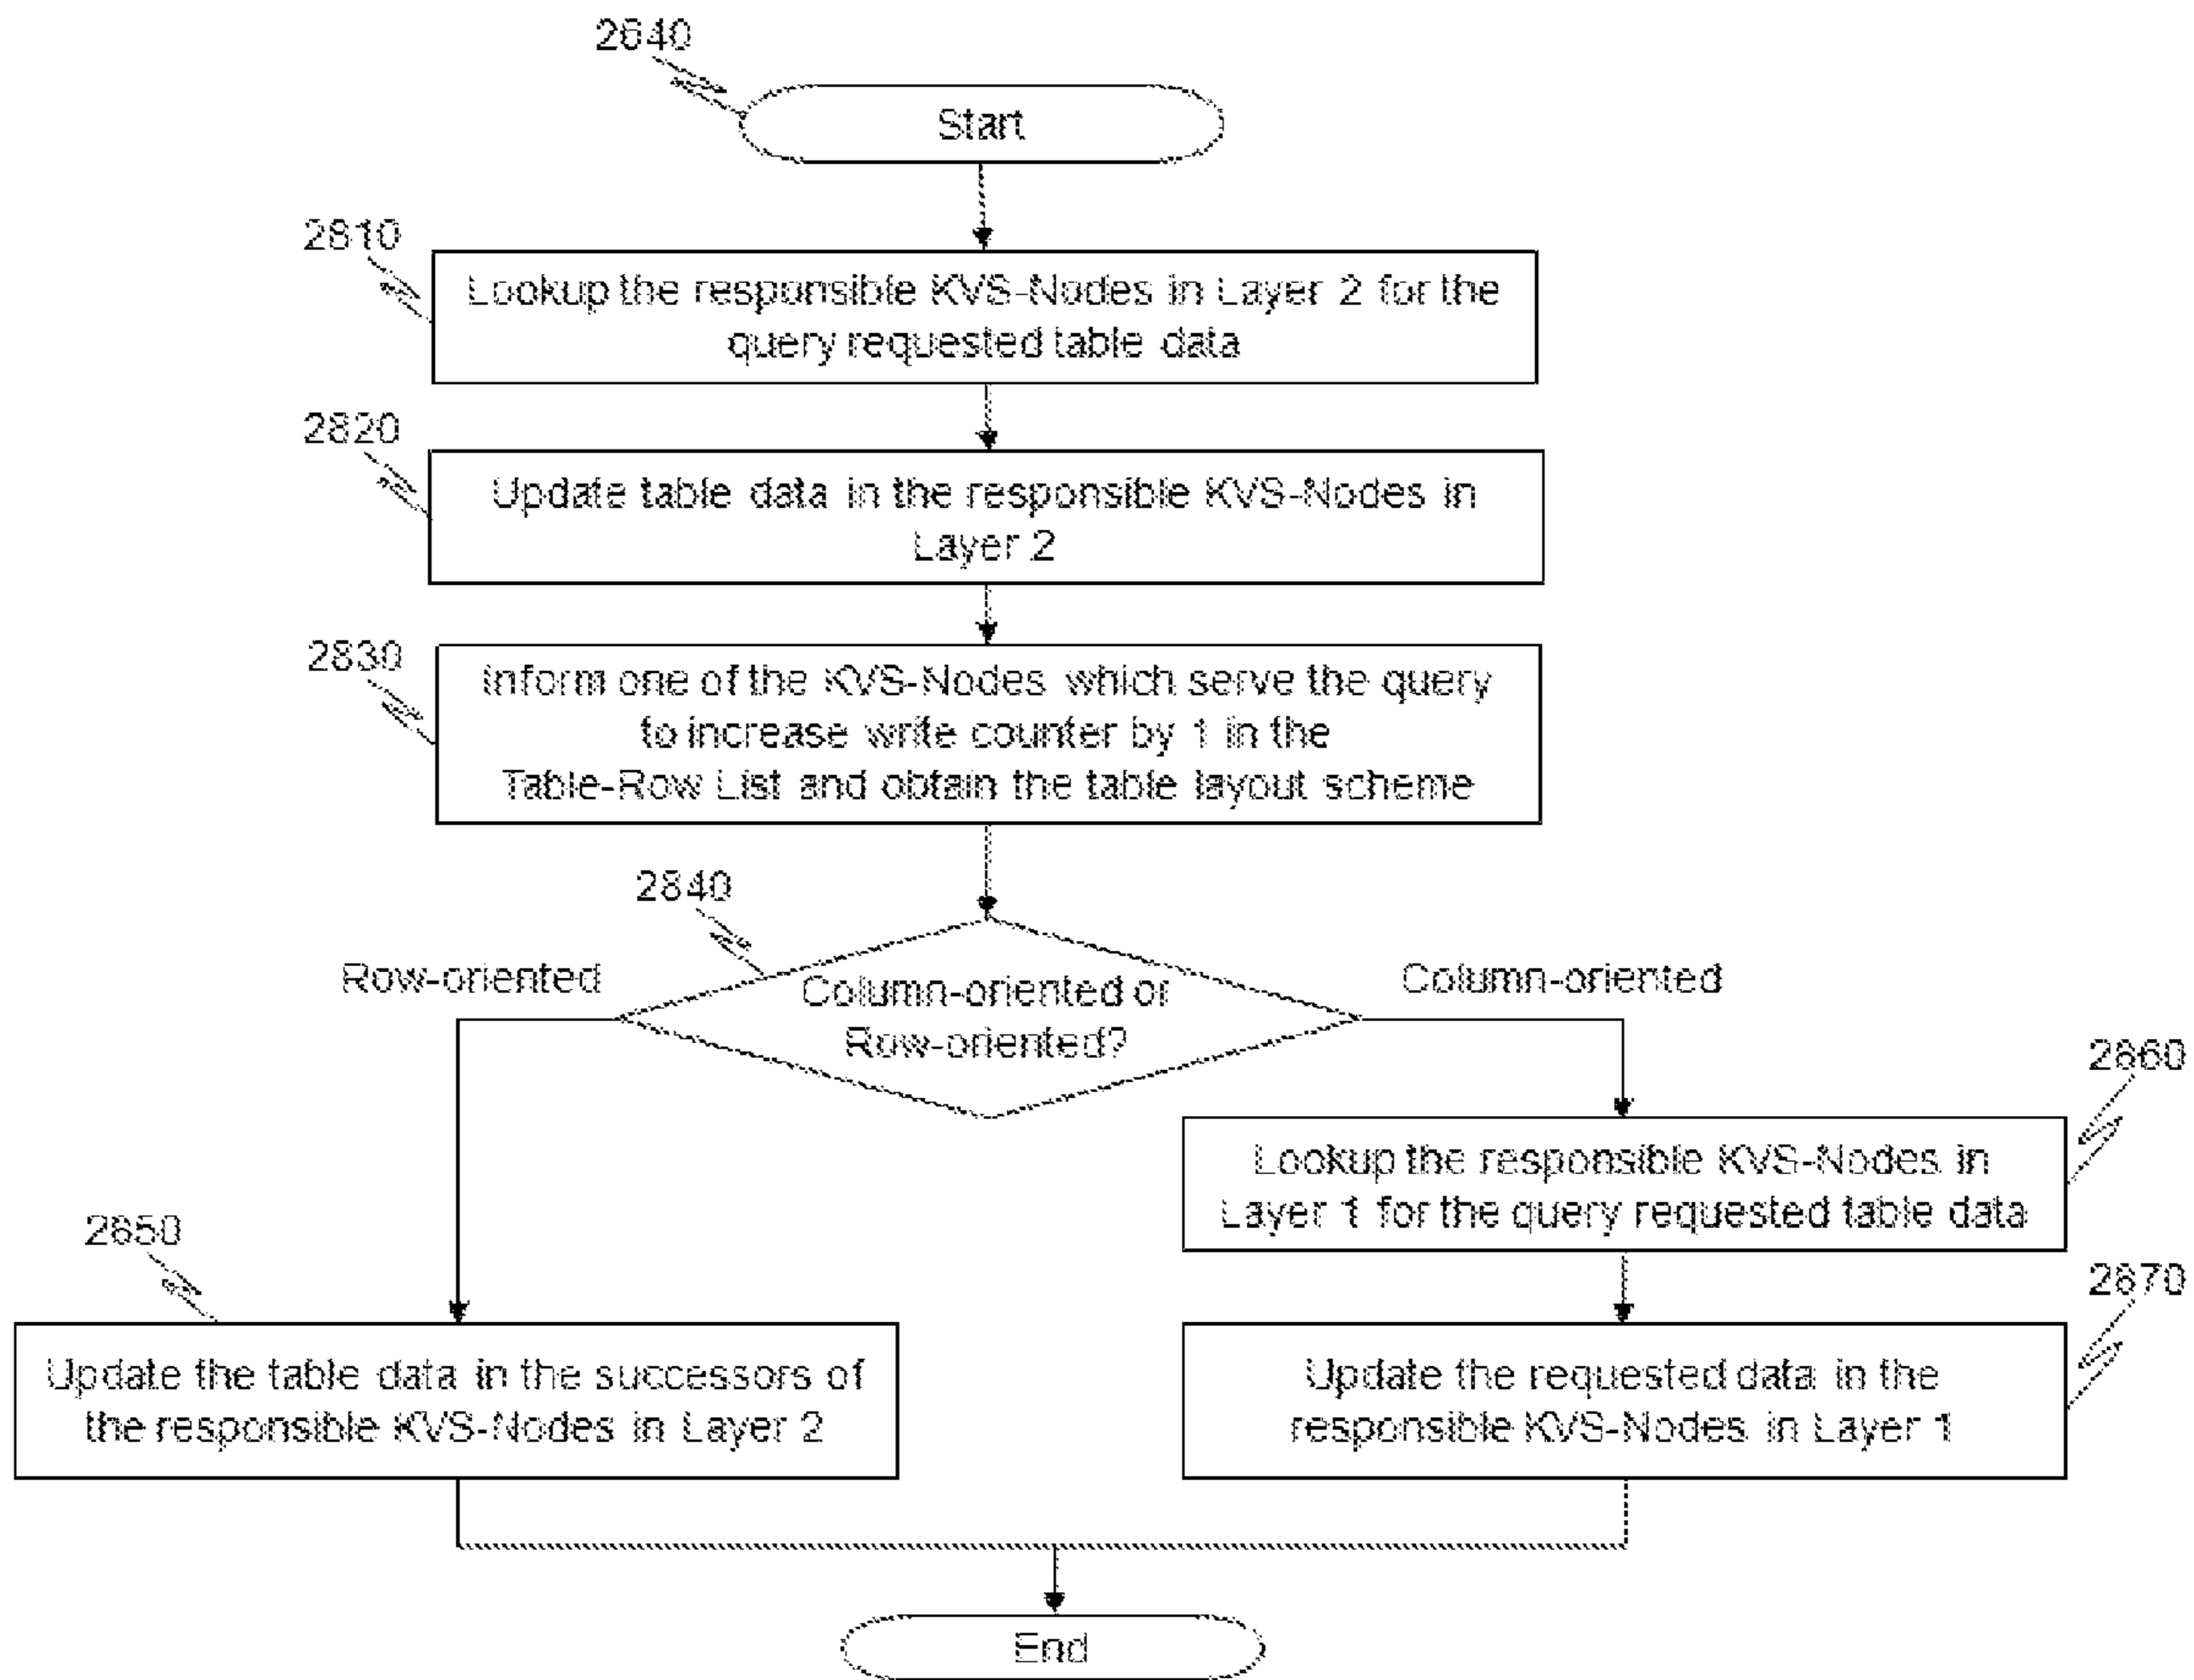 2640
Start
2810
Lookup the responsible KVS-Nodes in Layer 2 for the
query requested table data
2820
Update table data in the responsible KVS-Nodes in
Layer 2
2830
Inform one of the KVS-Nodes which serve the query
to increase write counter by 1 in the
Table-Row List and obtain the table layout scheme
2840
Row-oriented
Column-oriented or
Row-oriented?
Column-oriented
2860
Lookup the responsible KVS-Nodes in
Layer 1 for the query requested table data
2850
Update the table data in the successors of
the responsible KVS-Nodes in Layer 2
2870
Update the requested data in the
responsible KVS-Nodes in Layer 1
End